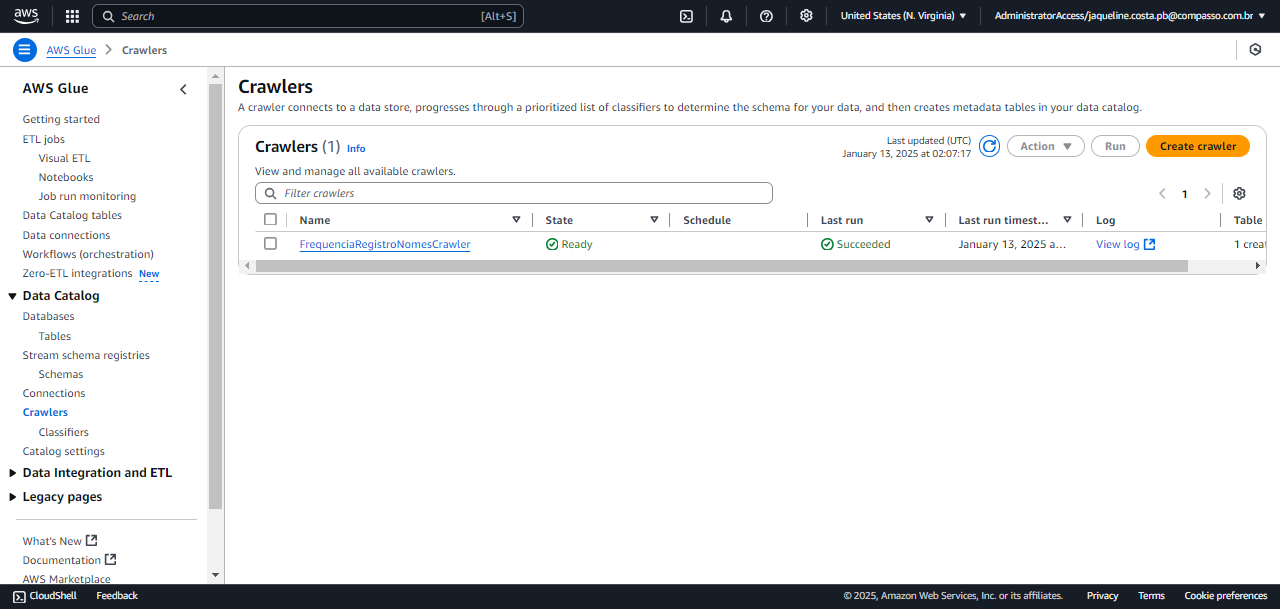 aws Search [Alt+S] United States (N. Virginia) AdministratorAccess/jaqueline.costa.pb@compasso.com.br
AWS Glue Crawlers
AWS Glue
Getting started
ETL jobs
Visual ETL
Notebooks
Job run monitoring
Data Catalog tables
Data connections
Workflows (orchestration)
Zero-ETL integrations New
Data Catalog
Databases
Tables
Stream schema registries
Schemas
Connections
Crawlers
Classifiers
Catalog settings
Data Integration and ETL
Legacy pages
What's New
Documentation
AWS Marketplace
Crawlers
A crawler connects to a data store, progresses through a prioritized list of classifiers to determine the schema for your data, and then creates metadata tables in your data catalog.
Crawlers (1) Info
Last updated (UTC)
January 13, 2025 at 02:07:17
Action Run Create crawler
View and manage all available crawlers.
Filter crawlers
1
Name State Schedule Last run Last run timest... Log Table
FrequenciaRegistroNomesCrawler Ready Succeeded January 13, 2025 a... View log 1 crea
CloudShell Feedback © 2025, Amazon Web Services, Inc. or its affiliates. Privacy Terms Cookie preferences